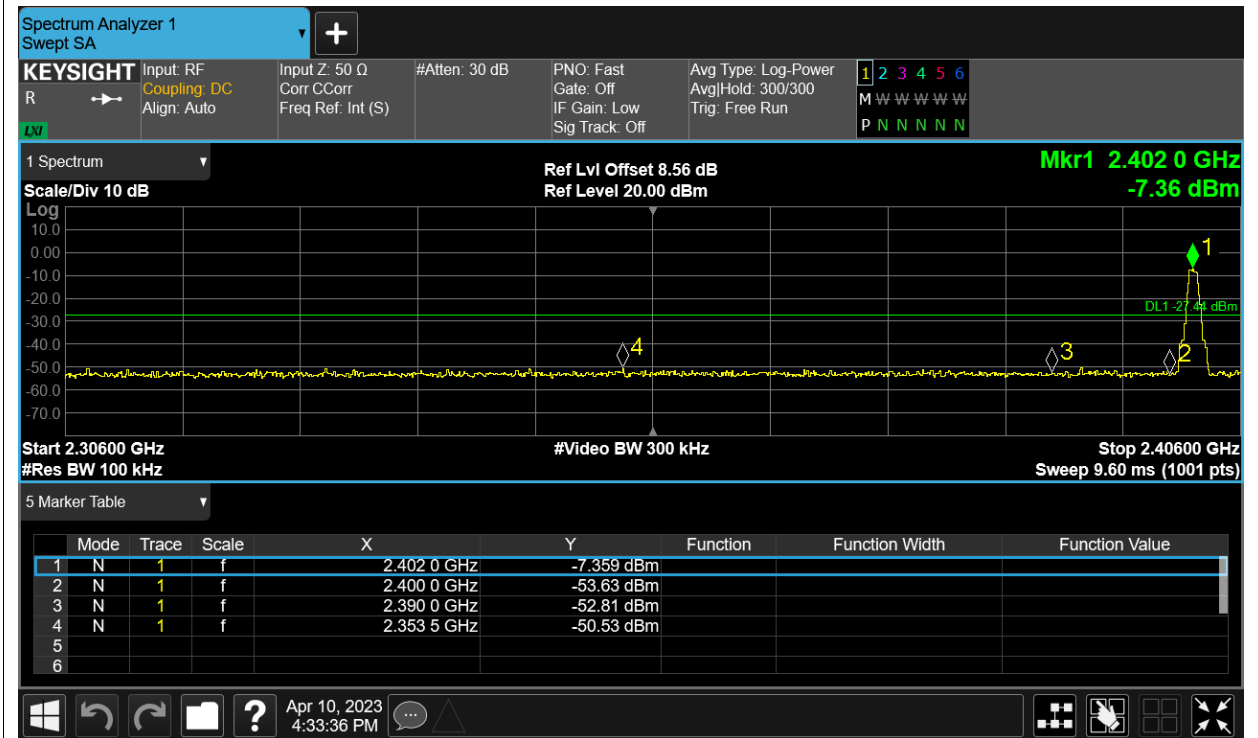 Spectrum Analyzer 1
Swept SA
KEYSIGHT
R
LXI
Input: RF
Coupling: DC
Align: Auto
Input Z: 50 Ω
Corr CCorr
Freq Ref: Int (S)
#Atten: 30 dB
PNO: Fast
Gate: Off
IF Gain: Low
Sig Track: Off
Avg Type: Log-Power
Avg|Hold: 300/300
Trig: Free Run
1 2 3 4 5 6
M W W W W W W
P N N N N N
1 Spectrum
Scale/Div 10 dB
Ref Lvl Offset 8.56 dB
Ref Level 20.00 dBm
Mkr1 2.402 0 GHz
-7.36 dBm
Log
10.0
0.00
-10.0
-20.0
-30.0
-40.0
-50.0
-60.0
-70.0
1
DL1 -27.44 dBm
4
3
2
Start 2.30600 GHz
#Video BW 300 kHz
Stop 2.40600 GHz
#Res BW 100 kHz
Sweep 9.60 ms (1001 pts)
5 Marker Table
Mode Trace Scale X Y Function Function Width Function Value
1 N 1 f 2.402 0 GHz -7.359 dBm
2 N 1 f 2.400 0 GHz -53.63 dBm
3 N 1 f 2.390 0 GHz -52.81 dBm
4 N 1 f 2.353 5 GHz -50.53 dBm
5
6
?
Apr 10, 2023
4:33:36 PM